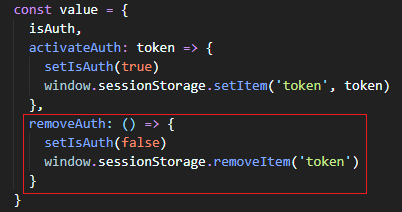 const value = {
  isAuth,
  activateAuth: token => {
    setIsAuth(true)
    window.sessionStorage.setItem('token', token)
  },
  removeAuth: () => {
    setIsAuth(false)
    window.sessionStorage.removeItem('token')
  }
}